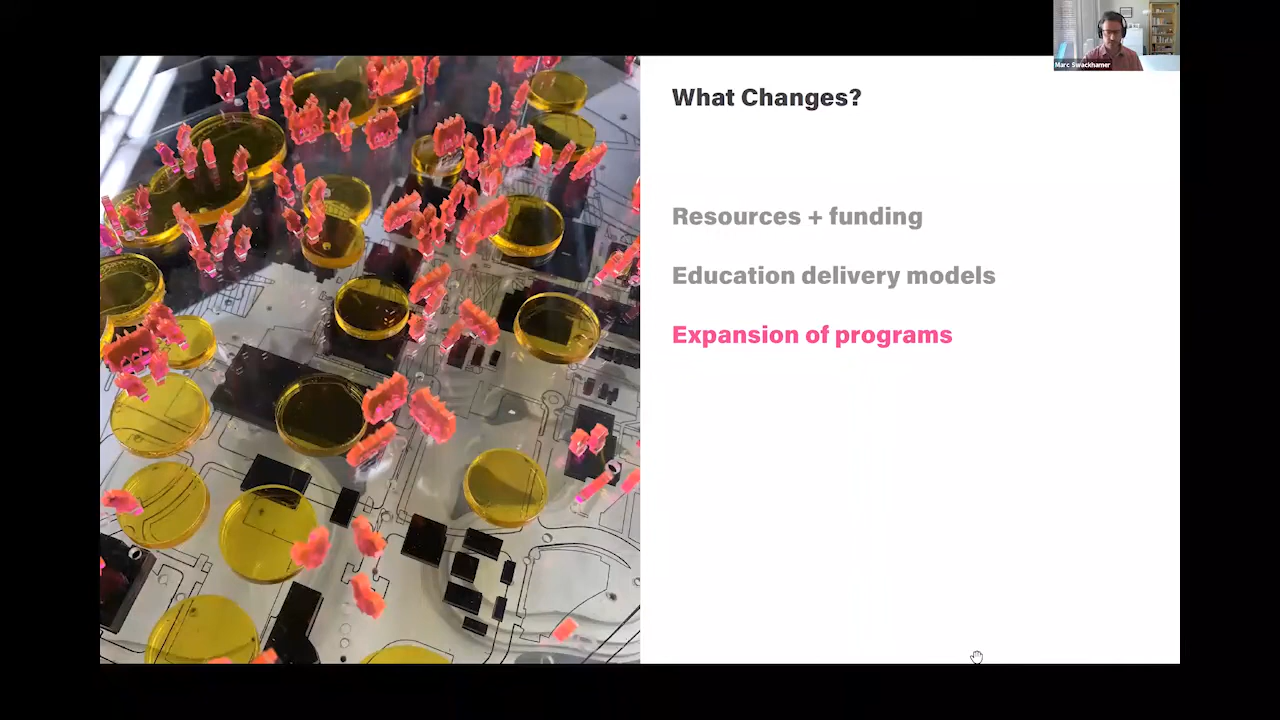 Marc Swackhamer
What Changes?
Resources + funding
Education delivery models
Expansion of programs